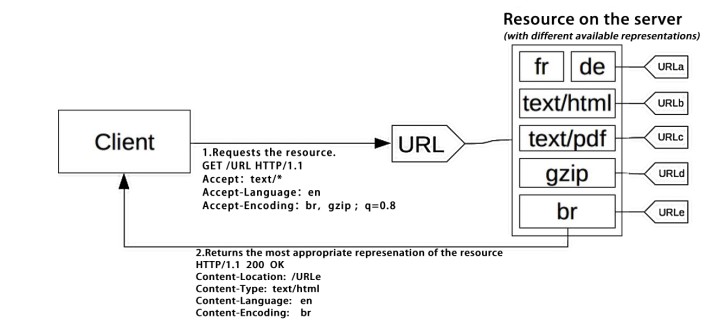 Resource on the server
(with different available representations)
fr
de
URLa
text/html
URLb
Client
URL
text/pdf
URLc
1.Requests the resource.
GET /URL HTTP/1.1
Accept: text/*
Accept-Language: en
Accept-Encoding: br, gzip ; q=0.8
gzip
URLd
br
URLe
2.Returns the most appropriate represenation of the resource
HTTP/1.1 200 OK
Content-Location: /URLe
Content-Type: text/html
Content-Language: en
Content-Encoding: br